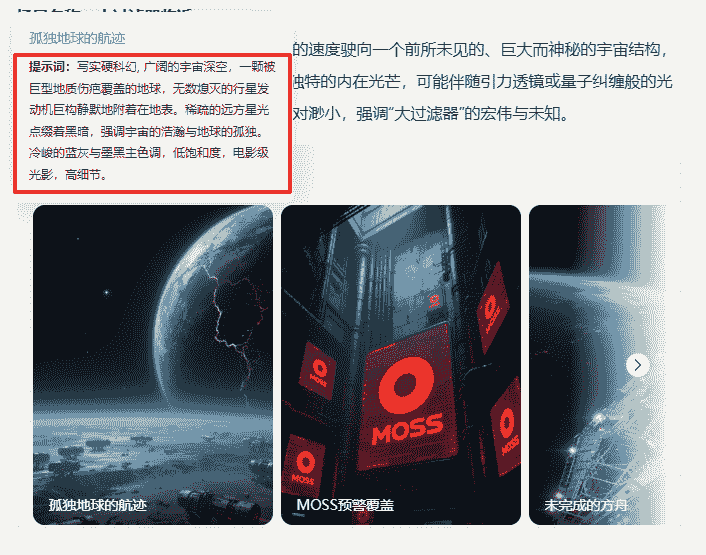 孤独地球的航迹
提示词：写实硬科幻, 广阔的宇宙深空，一颗被
巨型地质伤疤覆盖的地球，无数熄灭的行星发
动机巨构静默地附着在地表。稀疏的远方星光
点缀着黑暗，强调宇宙的浩瀚与地球的孤独。
冷峻的蓝灰与墨黑主色调，低饱和度，电影级
光影，高细节。
的速度驶向一个前所未见的、巨大而神秘的宇宙结构，
独特的内在光芒，可能伴随引力透镜或量子纠缠般的光
对渺小，强调“大过滤器”的宏伟与未知。
MOSS
MOSS
MOSS
MOSS
MOSS
孤独地球的航迹
MOSS预警覆盖
未完成的方舟